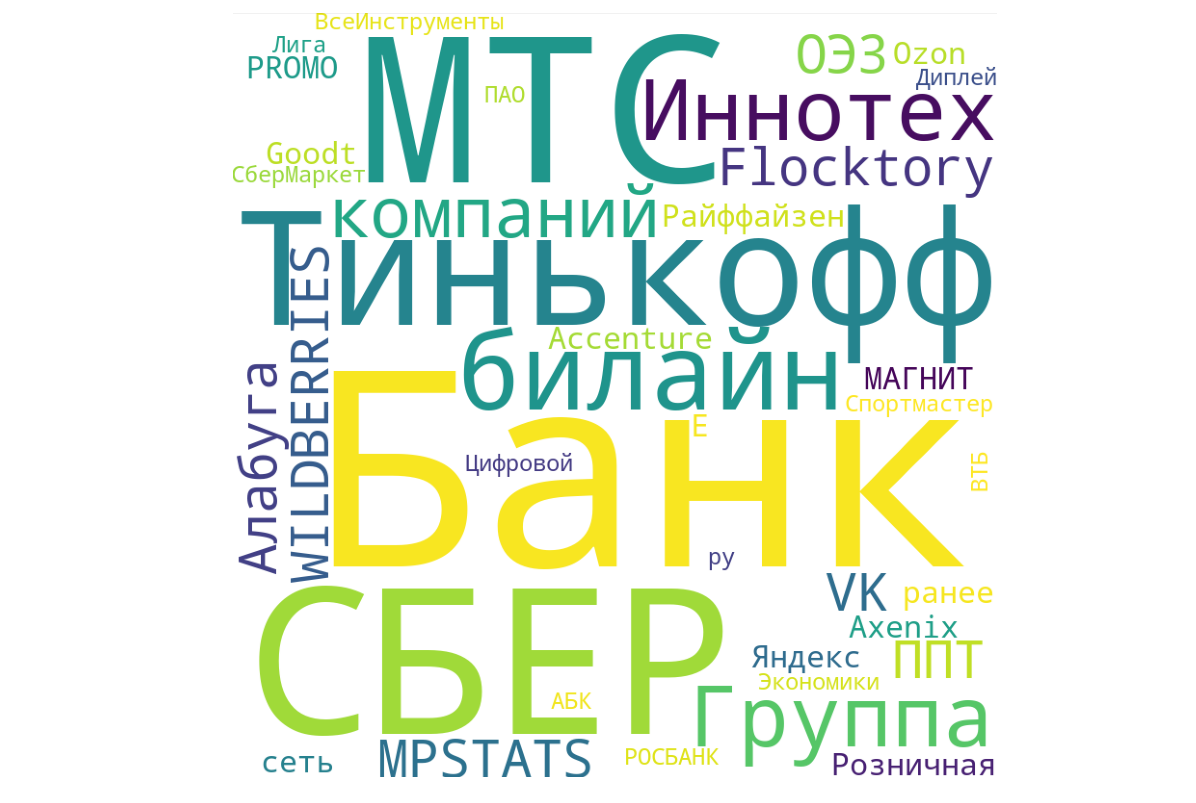 ВсеИнструменты
Лига
PROMO
МТС
ПАО
ОЭЗ
Ozon
Диплей
Иннотех
Goodt
СберМаркет
Flocktory
компаний
Райффайзен
Тинькофф
WILDBERRIES
Accenture
билайн
Алабуга
МАГНИТ
Спортмастер
Банк
Е
Цифровой
ВТБ
ру
СБЕР
VK
ранее
Axenix
Яндекс
ППТ
Экономики
АБК
Группа
сеть
MPSTATS
РОСБАНК
Розничная